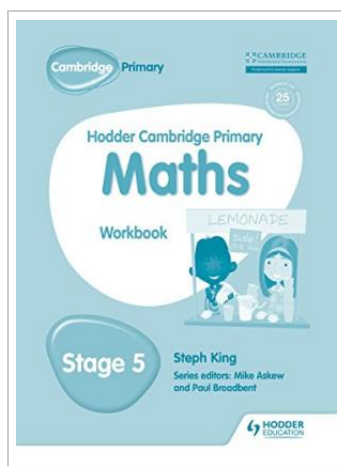 Cambridge Primary
CAMBRIDGE
25
Hodder Cambridge Primary
Maths
Workbook
LEMONADE
Sale!
Stage 5
Steph King
Series editors: Mike Askew
and Paul Broadbent
HODDER
EDUCATION